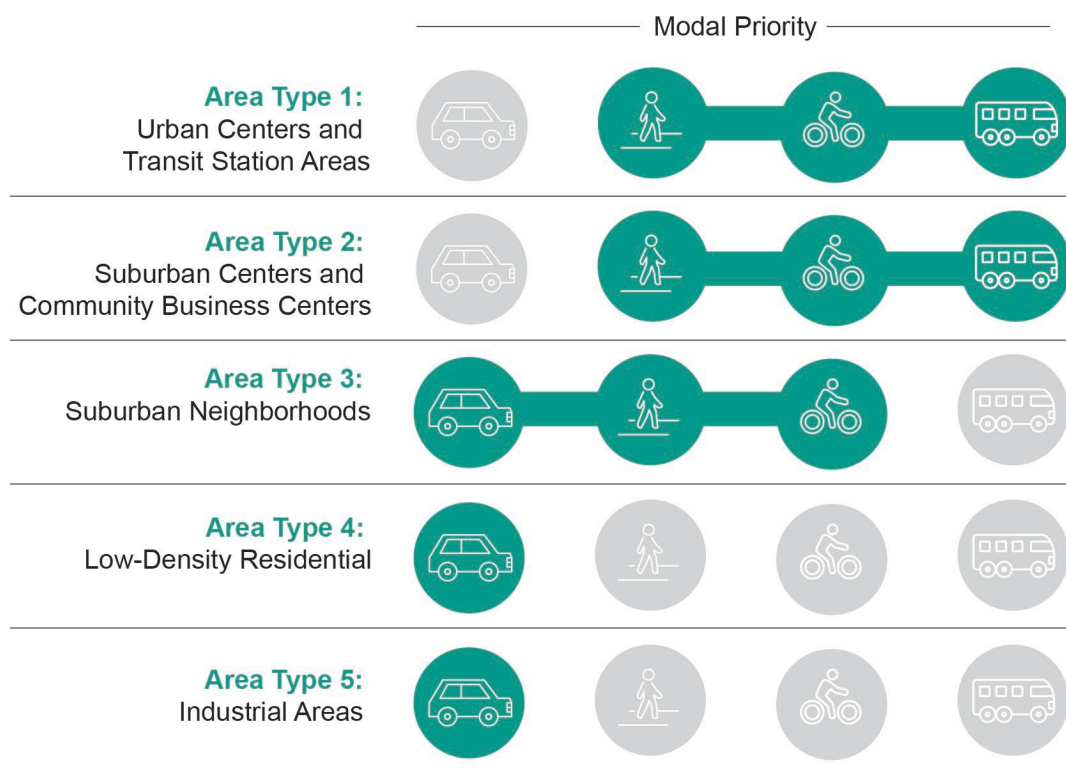 Modal Priority
Area Type 1:
Urban Centers and
Transit Station Areas
Area Type 2:
Suburban Centers and
Community Business Centers
Area Type 3:
Suburban Neighborhoods
Area Type 4:
Low-Density Residential
Area Type 5:
Industrial Areas